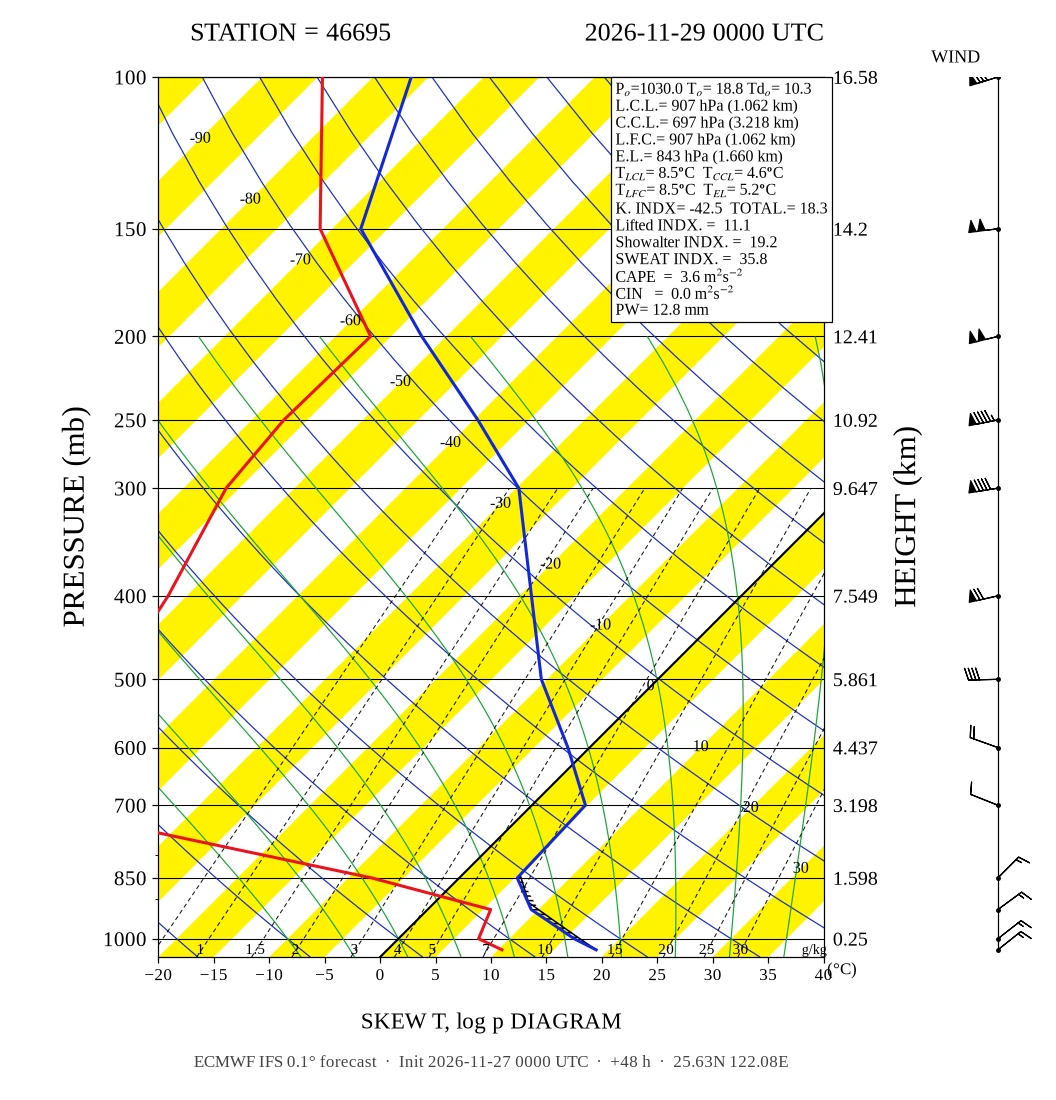 STATION = 46695
2026-11-29 0000 UTC
WIND
P_o=1030.0 T_o= 18.8 Td_o= 10.3
L.C.L.= 907 hPa (1.062 km)
C.C.L.= 697 hPa (3.218 km)
L.F.C.= 907 hPa (1.062 km)
E.L.= 843 hPa (1.660 km)
T_LCL= 8.5°C T_CCL= 4.6°C
T_LFC= 8.5°C T_EL= 5.2°C
K. INDX= -42.5 TOTAL.= 18.3
Lifted INDX. = 11.1
Showalter INDX. = 19.2
SWEAT INDX. = 35.8
CAPE = 3.6 m²s⁻²
CIN = 0.0 m²s⁻²
PW= 12.8 mm
100
150
200
250
300
400
500
600
700
850
1000
PRESSURE (mb)
-90
-80
-70
-60
-50
-40
-30
-20
-10
0
10
20
30
16.58
14.2
12.41
10.92
9.647
7.549
5.861
4.437
3.198
1.598
0.25
HEIGHT (km)
1 1.5 2 3 4 5 7 10 15 20 25 30 g/kg
−20 −15 −10 −5 0 5 10 15 20 25 30 35 40 (°C)
SKEW T, log p DIAGRAM
ECMWF IFS 0.1° forecast · Init 2026-11-27 0000 UTC · +48 h · 25.63N 122.08E